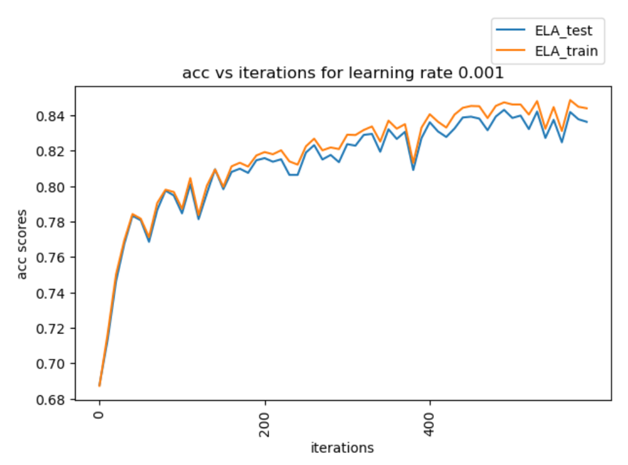 ELA_test
ELA_train
acc vs iterations for learning rate 0.001
acc scores
0.84
0.82
0.80
0.78
0.76
0.74
0.72
0.70
0.68
0
200
400
iterations